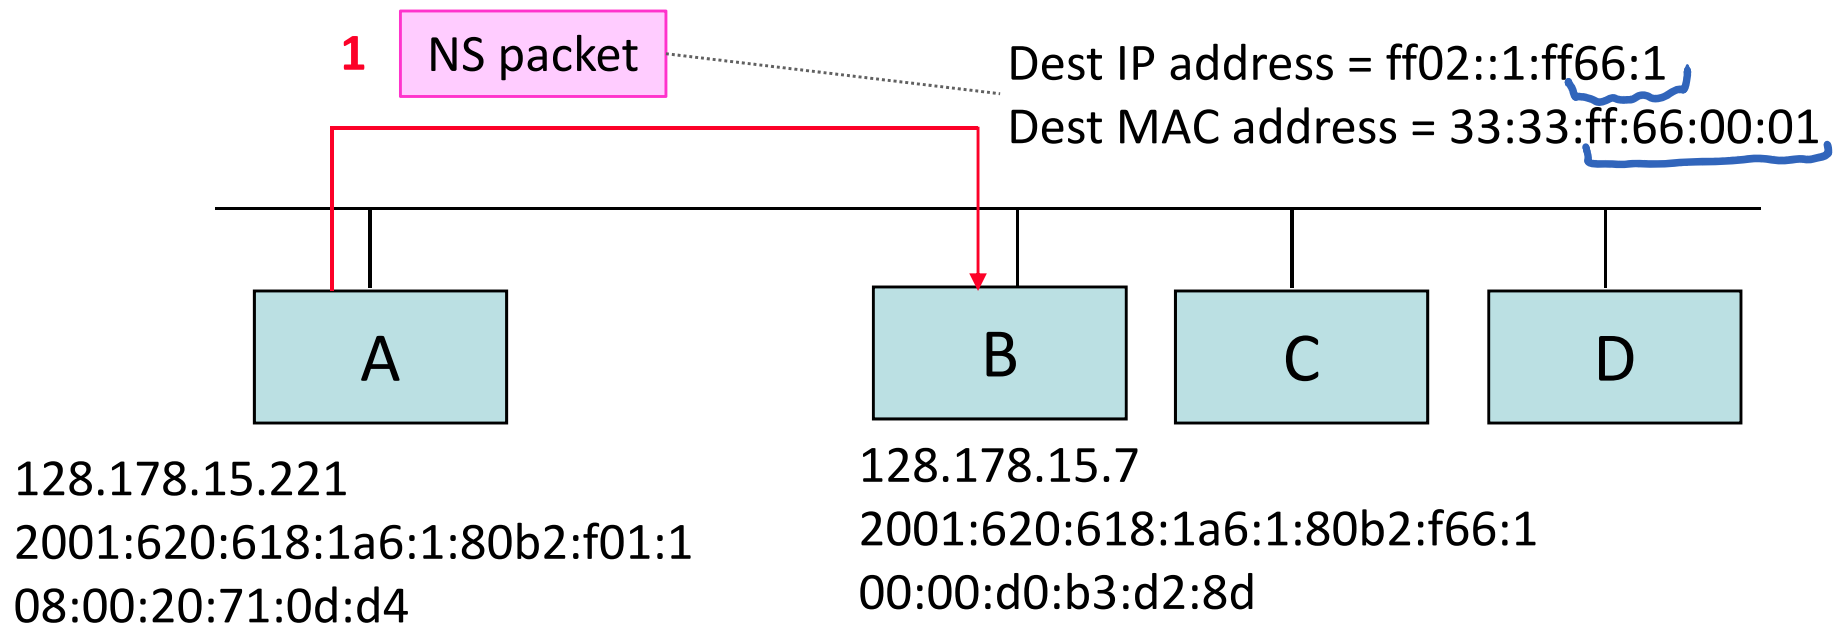 1 NS packet
Dest IP address = ff02::1:ff66:1
Dest MAC address = 33:33:ff:66:00:01
A
B
C
D
128.178.15.221
2001:620:618:1a6:1:80b2:f01:1
08:00:20:71:0d:d4
128.178.15.7
2001:620:618:1a6:1:80b2:f66:1
00:00:d0:b3:d2:8d